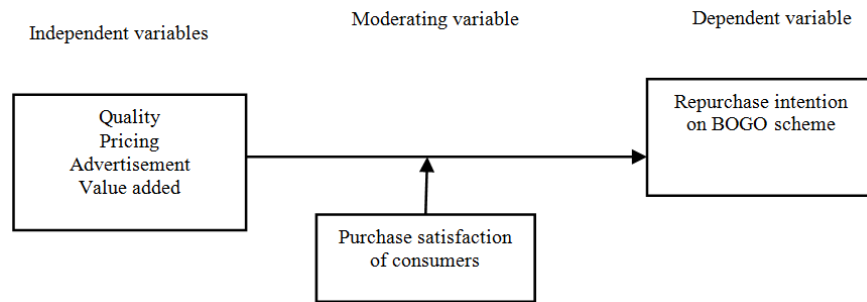 Independent variables
Moderating variable
Dependent variable
Quality
Pricing
Advertisement
Value added
Repurchase intention
on BOGO scheme
Purchase satisfaction
of consumers